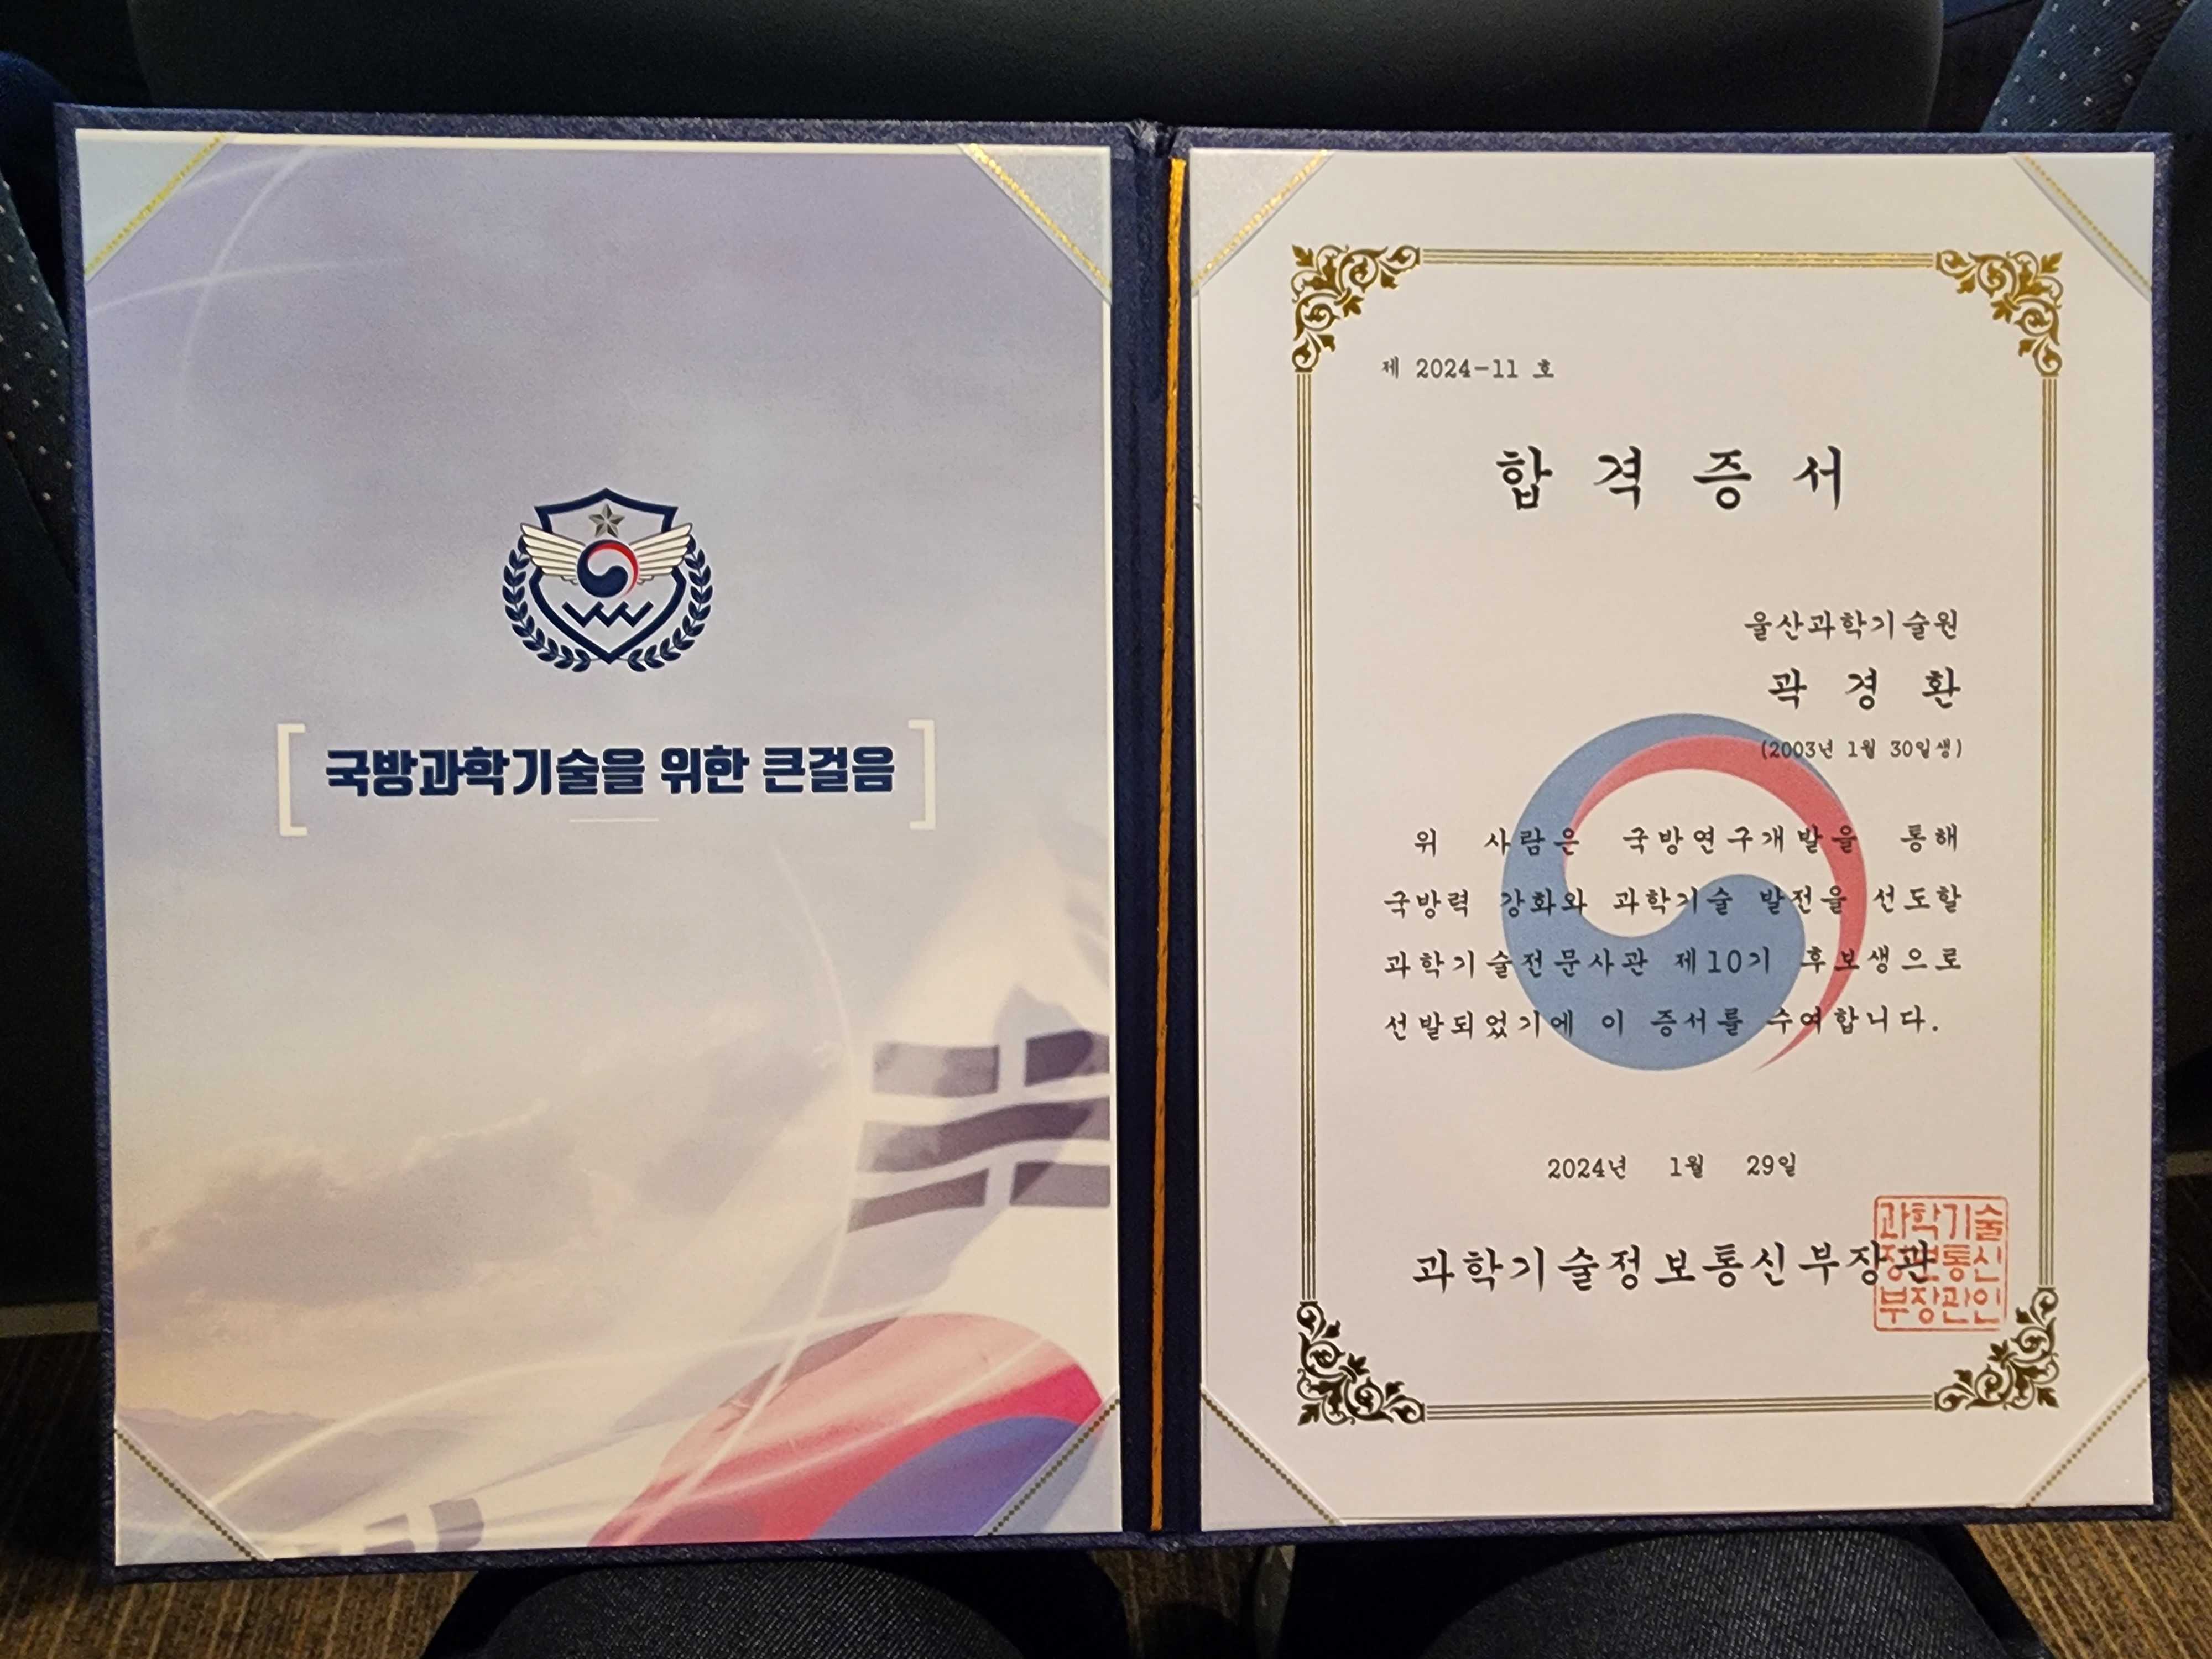 국방과학기술을 위한 큰걸음
제 2024-11 호
합격증서
울산과학기술원
곽경환
(2003년 1월 30일생)
위 사람은 국방연구개발을 통해
국방력 강화와 과학기술 발전을 선도할
과학기술전문사관 제10기 후보생으로
선발되었기에 이 증서를 수여합니다.
2024년 1월 29일
과학기술정보통신부장관
과학기술
정보통신
부장관인